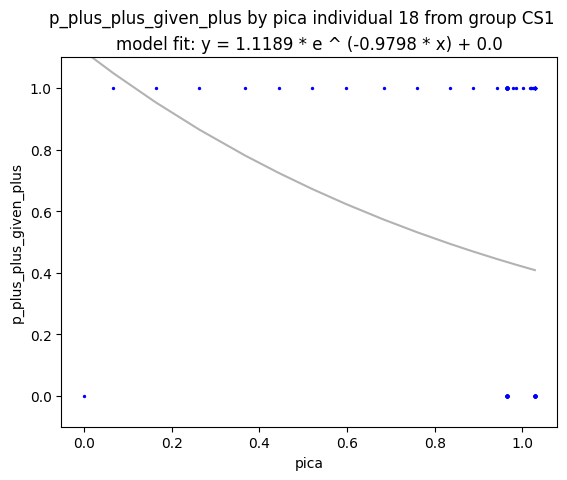 p_plus_plus_given_plus by pica individual 18 from group CS1
model fit: y = 1.1189 * e ^ (-0.9798 * x) + 0.0
p_plus_plus_given_plus
1.0
0.8
0.6
0.4
0.2
0.0
0.0 0.2 0.4 0.6 0.8 1.0
pica